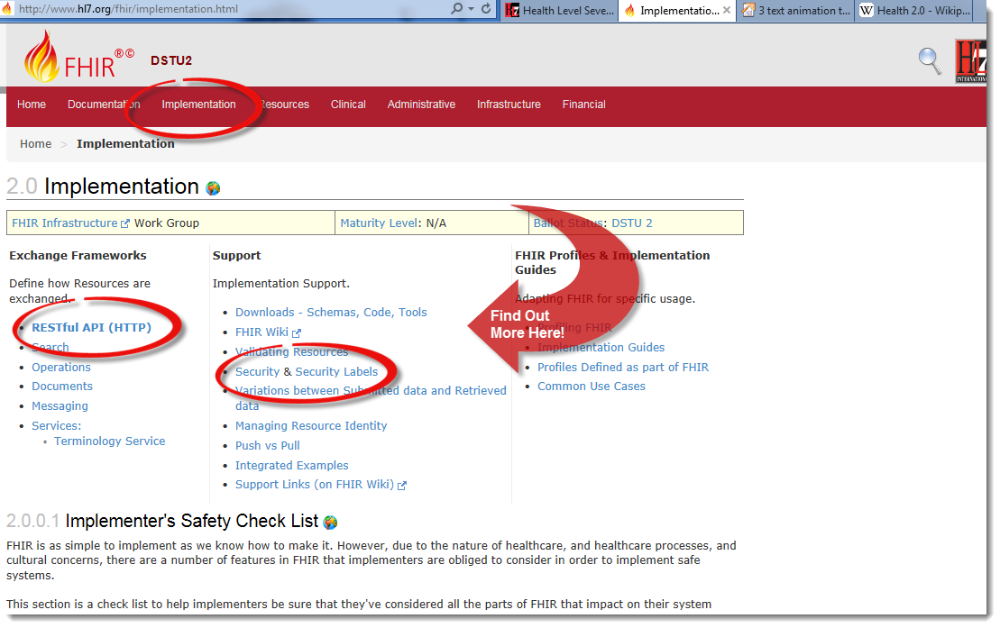 http://www.hl7.org/fhir/implementation.html
Health Level Seve...
Implementatio...
3 text animation t...
Health 2.0 - Wikip...
FHIR®© DSTU2
INTERNATION
Home Documentation Implementation Resources Clinical Administrative Infrastructure Financial
Home > Implementation
2.0 Implementation
FHIR Infrastructure Work Group
Maturity Level: N/A
Ballot Status: DSTU 2
Exchange Frameworks
Define how Resources are
exchanged.
• RESTful API (HTTP)
• Search
• Operations
• Documents
• Messaging
• Services:
◦ Terminology Service
Support
Implementation Support.
• Downloads - Schemas, Code, Tools
• FHIR Wiki
• Validating Resources
• Security & Security Labels
• Variations between Submitted data and Retrieved
data
• Managing Resource Identity
• Push vs Pull
• Integrated Examples
• Support Links (on FHIR Wiki)
FHIR Profiles & Implementation
Guides
Adapting FHIR for specific usage.
• Profiling FHIR
• Implementation Guides
• Profiles Defined as part of FHIR
• Common Use Cases
Find Out
More Here!
2.0.0.1 Implementer's Safety Check List
FHIR is as simple to implement as we know how to make it. However, due to the nature of healthcare, and healthcare processes, and
cultural concerns, there are a number of features in FHIR that implementers are obliged to consider in order to implement safe
systems.
This section is a check list to help implementers be sure that they've considered all the parts of FHIR that impact on their system